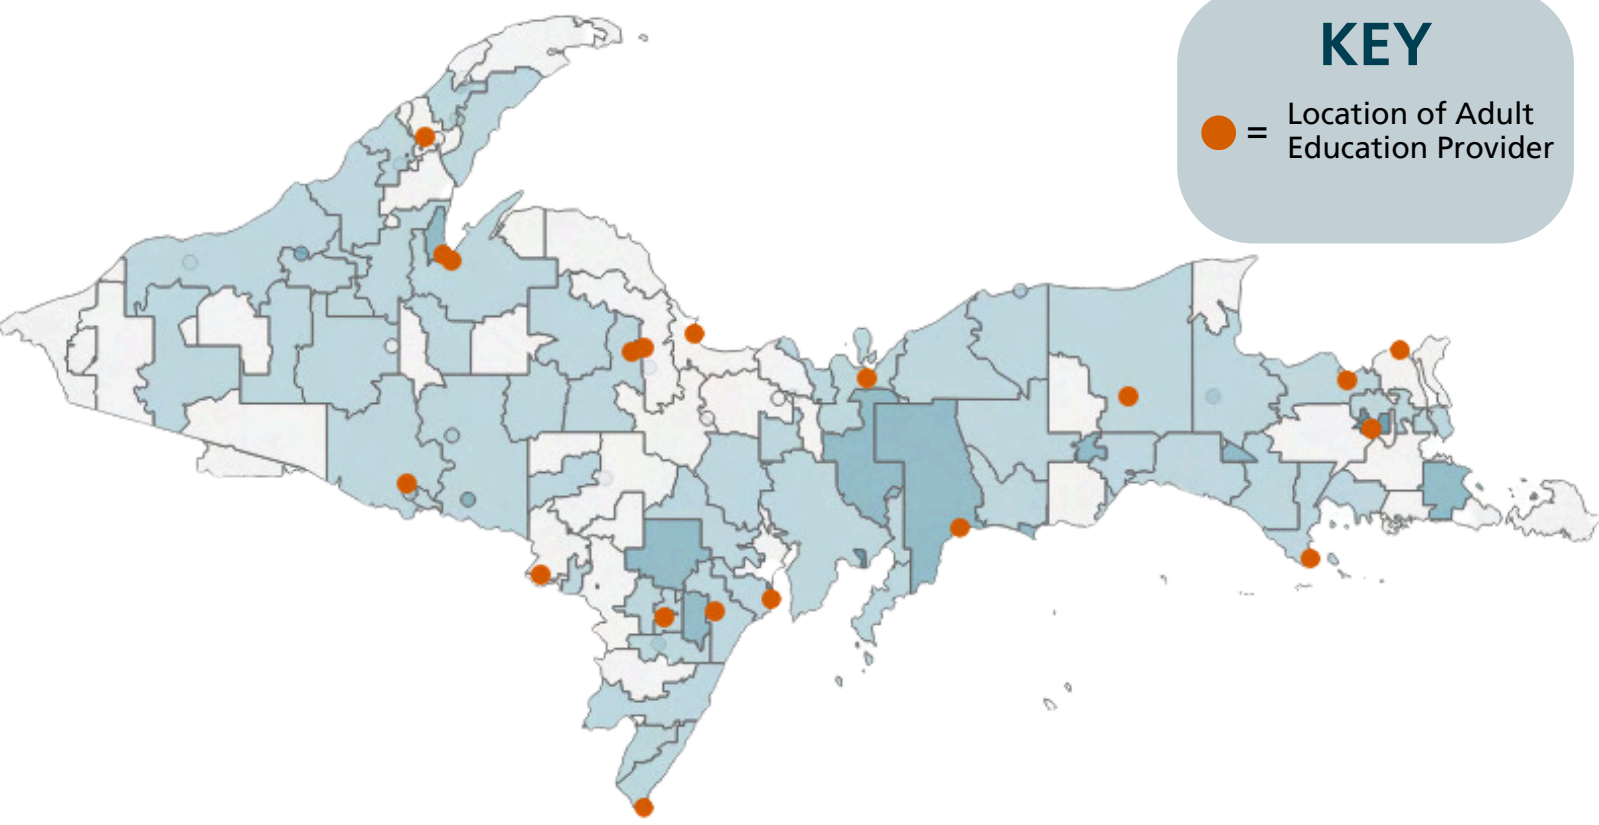 KEY
= Location of Adult
Education Provider